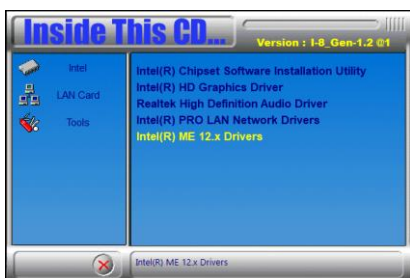 Inside This CD...
Version : I-8_Gen-1.2 @1
Intel
LAN Card
Tools
Intel(R) Chipset Software Installation Utility
Intel(R) HD Graphics Driver
Realtek High Definition Audio Driver
Intel(R) PRO LAN Network Drivers
Intel(R) ME 12.x Drivers
Intel(R) ME 12.x Drivers